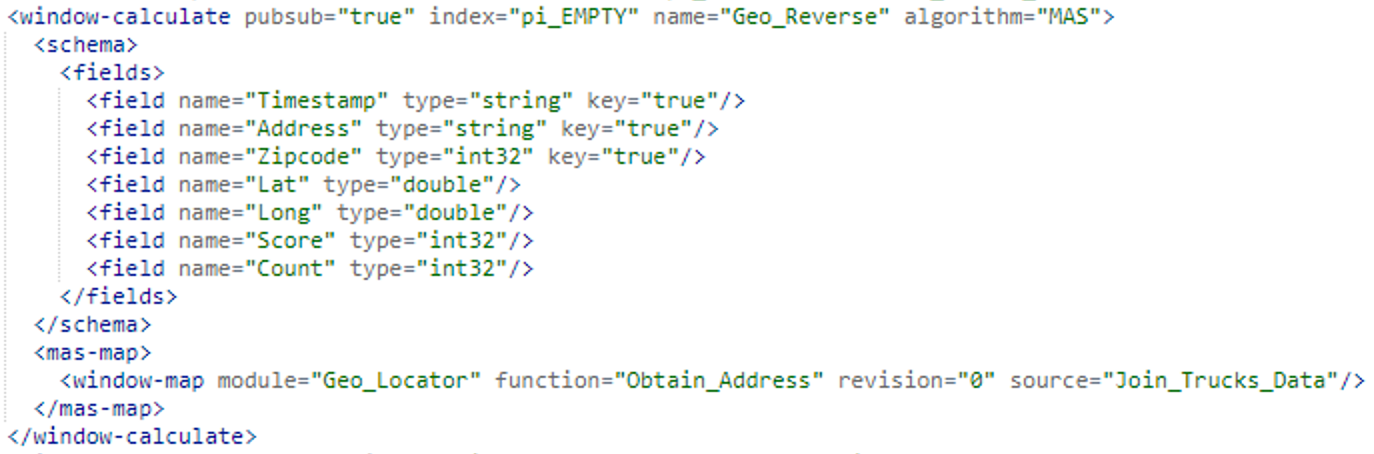 <window-calculate pubsub="true" index="pi_EMPTY" name="Geo_Reverse" algorithm="MAS">
<schema>
<fields>
<field name="Timestamp" type="string" key="true"/>
<field name="Address" type="string" key="true"/>
<field name="Zipcode" type="int32" key="true"/>
<field name="Lat" type="double"/>
<field name="Long" type="double"/>
<field name="Score" type="int32"/>
<field name="Count" type="int32"/>
</fields>
</schema>
<mas-map>
<window-map module="Geo_Locator" function="Obtain_Address" revision="0" source="Join_Trucks_Data"/>
</mas-map>
</window-calculate>